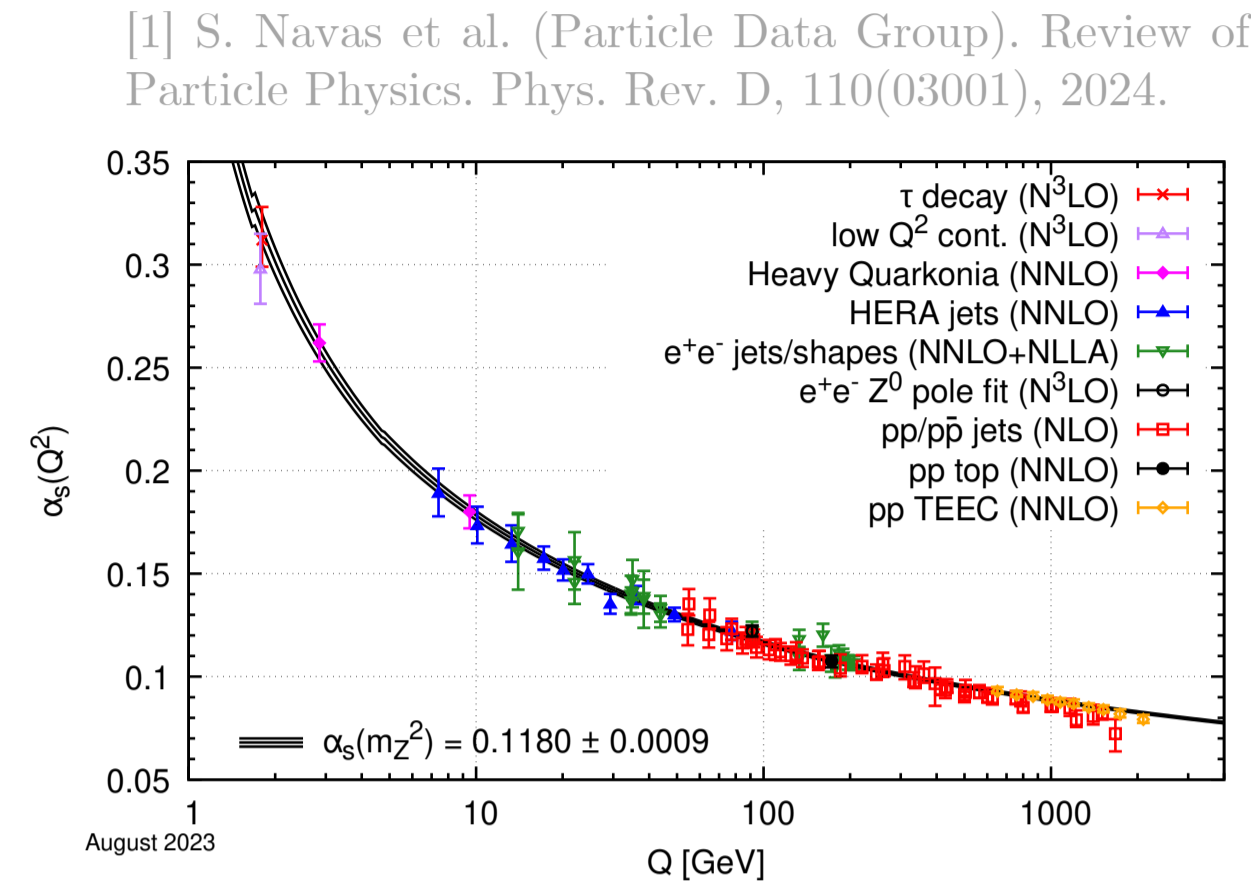 [1] S. Navas et al. (Particle Data Group). Review of
Particle Physics. Phys. Rev. D, 110(03001), 2024.
0.35
0.3
0.25
0.2
0.15
0.1
0.05
αs(Q²)
τ decay (N³LO)
low Q² cont. (N³LO)
Heavy Quarkonia (NNLO)
HERA jets (NNLO)
e⁺e⁻ jets/shapes (NNLO+NLLA)
e⁺e⁻ Z⁰ pole fit (N³LO)
pp/pp̄ jets (NLO)
pp top (NNLO)
pp TEEC (NNLO)
αs(mZ²) = 0.1180 ± 0.0009
1 10 100 1000
Q [GeV]
August 2023